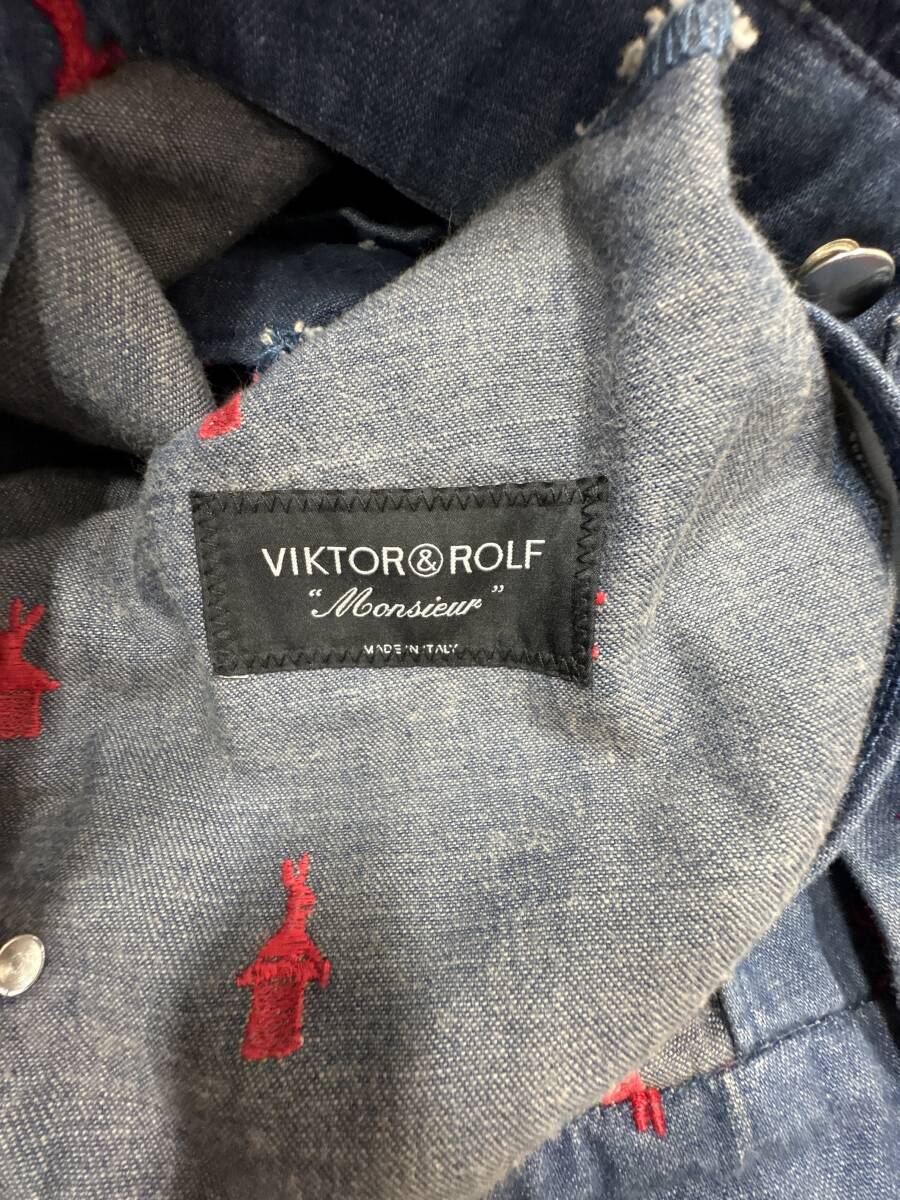 VIKTOR&ROLF
“Monsieur”
MADE IN ITALY